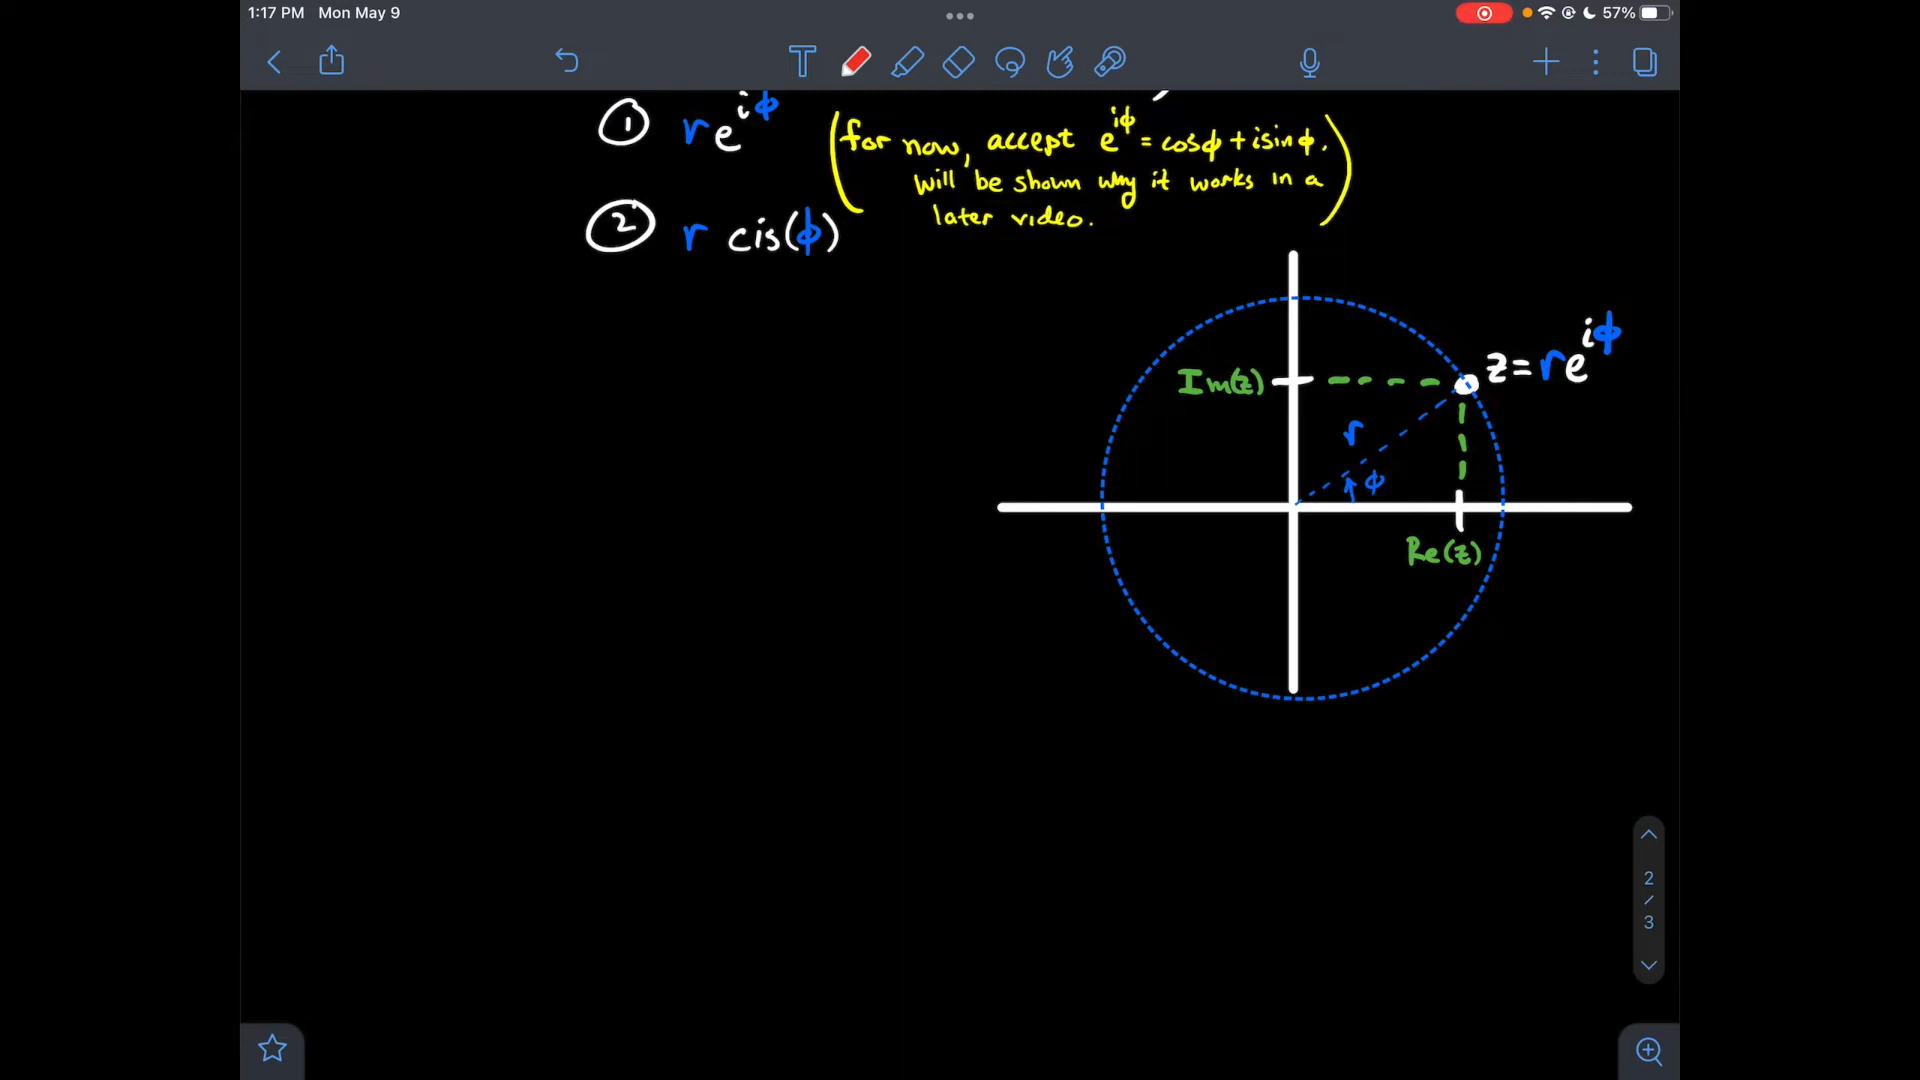 1:17 PM Mon May 9
57%
T
① re^{iϕ}
(for now, accept e^{iϕ} = cosϕ + isinϕ.
will be shown why it works in a
later video.)
② r cis(ϕ)
z = re^{iϕ}
Im(z)
r
ϕ
Re(z)
2
/
3